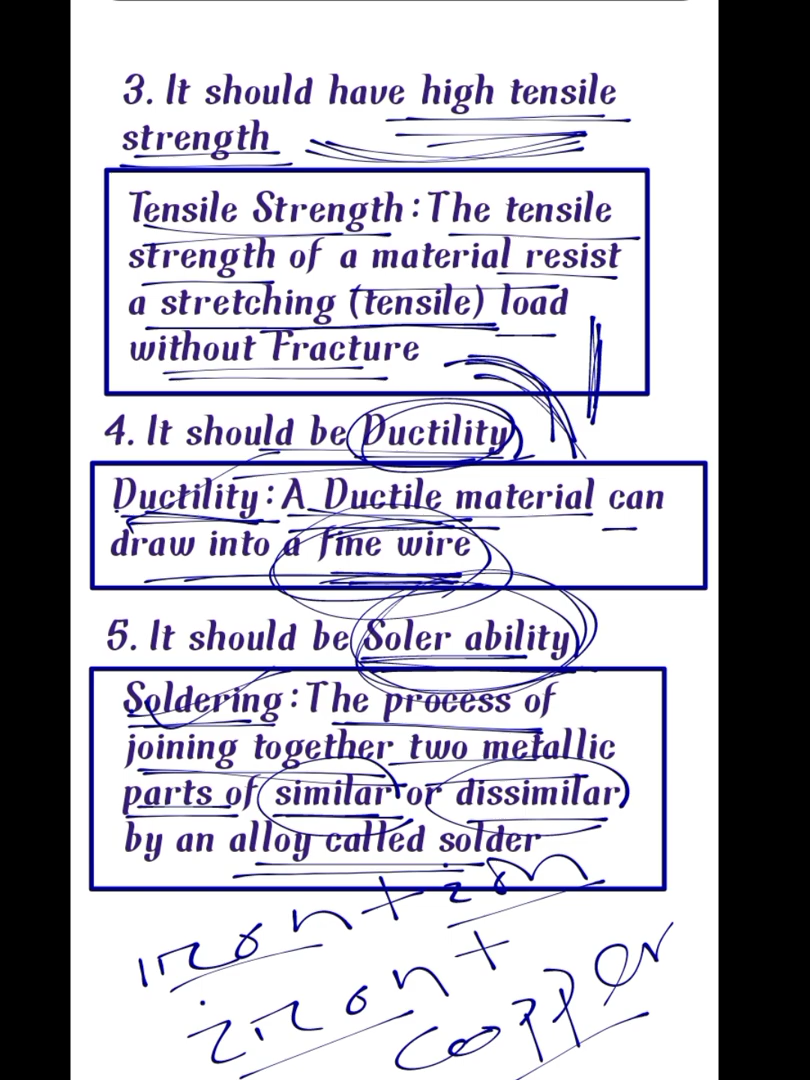 3. It should have high tensile
strength
Tensile Strength : The tensile
strength of a material resist
a stretching (tensile) load
without Fracture
4. It should be Ductility
Ductility : A Ductile material can
draw into a fine wire
5. It should be Soler ability
Soldering : The process of
joining together two metallic
parts of similar or dissimilar
by an alloy called solder
iron +
iron +
copper